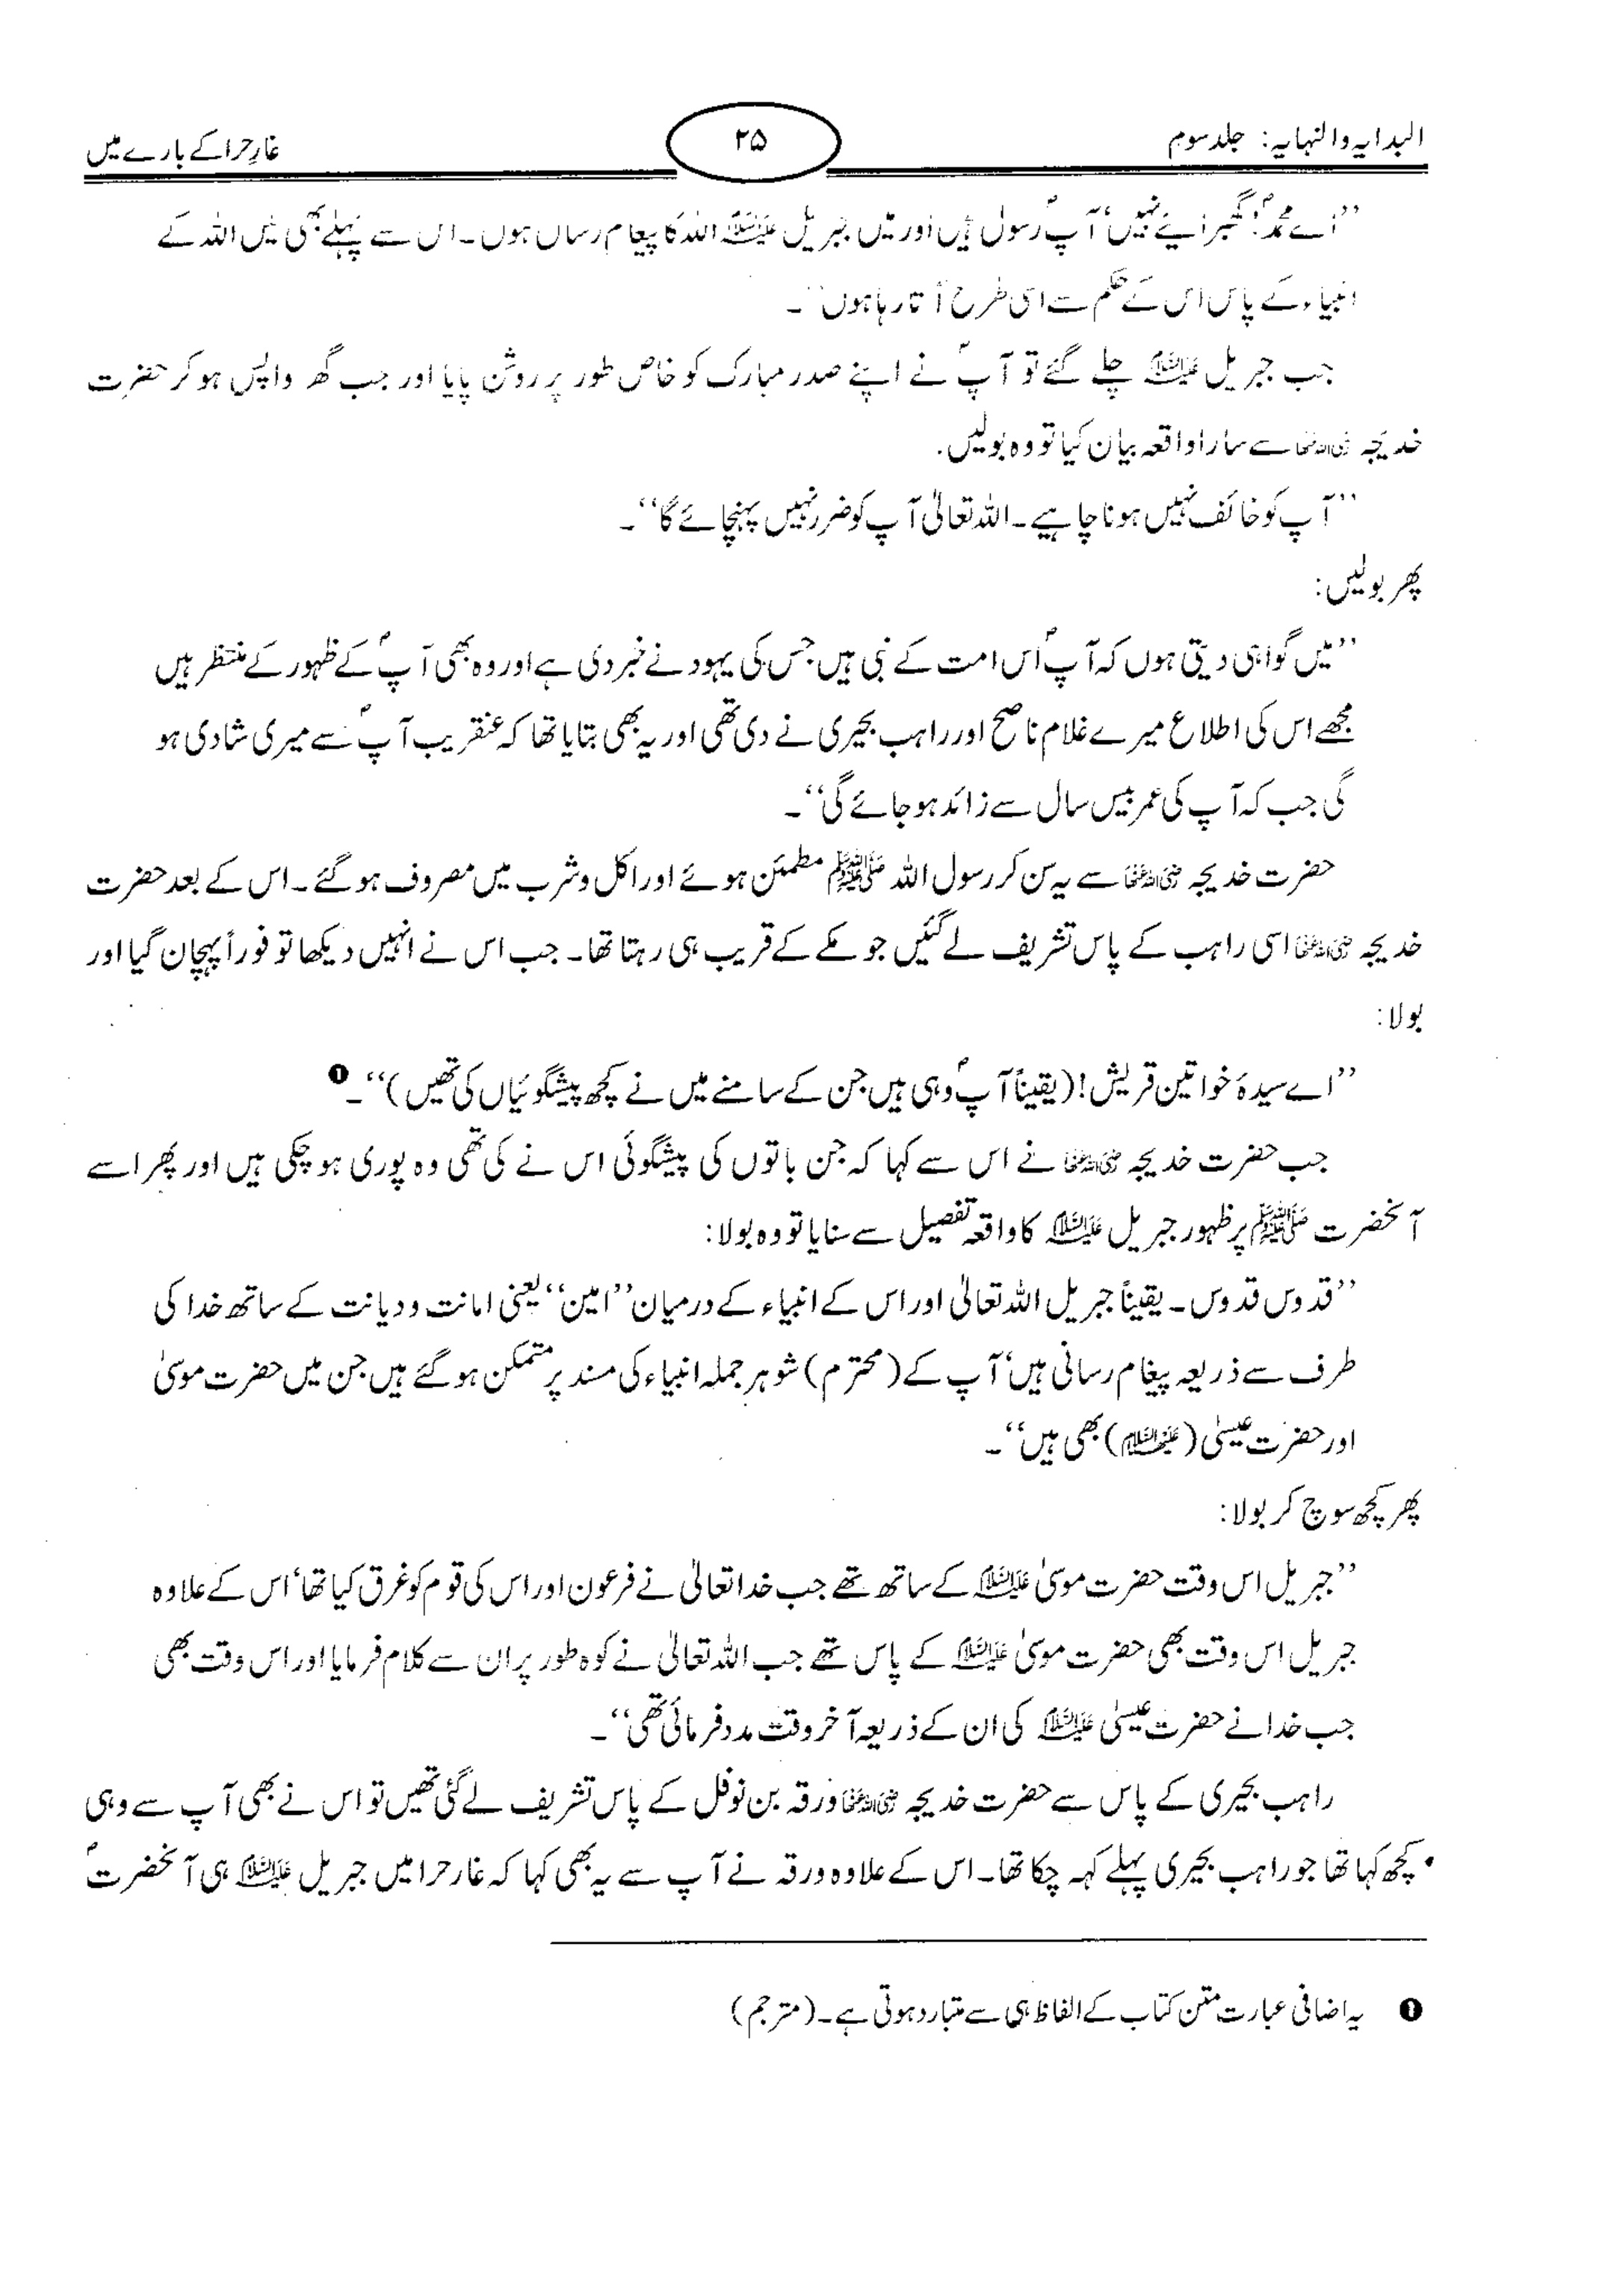 البدایہ والنہایہ: جلد سوم
۲۵
غارِ حرا کے بارے میں
’’اے محمدؐ! گھبرایئے نہیں‘ آپؐ رسول ہیں اور میں جبریل علیہ السلام اللہ کا پیغام رساں ہوں۔ اس سے پہلے بھی میں اللہ کے
انبیاء کے پاس اس کے حکم سے اسی طرح آتا رہا ہوں‘‘۔
جب جبریل علیہ السلام چلے گئے تو آپؐ نے اپنے صدر مبارک کو خاص طور پر روشن پایا اور جب گھر واپس ہو کر حضرت
خدیجہ رضی اللہ عنہا سے سارا واقعہ بیان کیا تو وہ بولیں۔
’’آپ کو خائف نہیں ہونا چاہیے۔ اللہ تعالیٰ آپ کو ضرر نہیں پہنچائے گا‘‘۔
پھر بولیں:
’’میں گواہی دیتی ہوں کہ آپؐ اس امت کے نبی ہیں جس کی یہود نے خبر دی ہے اور وہ بھی آپؐ کے ظہور کے منتظر ہیں
مجھے اس کی اطلاع میرے غلام ناصح اور راہب بحیری نے دی تھی اور یہ بھی بتایا تھا کہ عنقریب آپؐ سے میری شادی ہو
گی جب کہ آپ کی عمر بیس سال سے زائد ہو جائے گی‘‘۔
حضرت خدیجہ رضی اللہ عنہا سے یہ سن کر رسول اللہ صلی اللہ علیہ وسلم مطمئن ہوئے اور اکل و شرب میں مصروف ہو گئے۔ اس کے بعد حضرت
خدیجہ رضی اللہ عنہا اسی راہب کے پاس تشریف لے گئیں جو مکے کے قریب ہی رہتا تھا۔ جب اس نے انہیں دیکھا تو فوراً پہچان گیا اور
بولا:
’’اے سیدۂ خواتین قریش! (یقیناً آپؐ وہی ہیں جن کے سامنے میں نے کچھ پیشگوئیاں کی تھیں)‘‘۔ ❶
جب حضرت خدیجہ رضی اللہ عنہا نے اس سے کہا کہ جن باتوں کی پیشگوئی اس نے کی تھی وہ پوری ہو چکی ہیں اور پھر اسے
آنحضرت صلی اللہ علیہ وسلم پر ظہور جبریل علیہ السلام کا واقعہ تفصیل سے سنایا تو وہ بولا:
’’قدوس قدوس۔ یقیناً جبریل اللہ تعالیٰ اور اس کے انبیاء کے درمیان ’’امین‘‘ یعنی امانت و دیانت کے ساتھ خدا کی
طرف سے ذریعہ پیغام رسانی ہیں‘ آپ کے (محترم) شوہر جملہ انبیاء کی مسند پر متمکن ہو گئے ہیں جن میں حضرت موسیٰ
اور حضرت عیسیٰ (علیہما السلام) بھی ہیں‘‘۔
پھر کچھ سوچ کر بولا:
’’جبریل اس وقت حضرت موسیٰ علیہ السلام کے ساتھ تھے جب خدا تعالیٰ نے فرعون اور اس کی قوم کو غرق کیا تھا‘ اس کے علاوہ
جبریل اس وقت بھی حضرت موسیٰ علیہ السلام کے پاس تھے جب اللہ تعالیٰ نے کوہ طور پر ان سے کلام فرمایا اور اس وقت بھی
جب خدا نے حضرت عیسیٰ علیہ السلام کی ان کے ذریعہ آخر وقت مدد فرمائی تھی‘‘۔
راہب بحیری کے پاس سے حضرت خدیجہ رضی اللہ عنہا ورقہ بن نوفل کے پاس تشریف لے گئی تھیں تو اس نے بھی آپ سے وہی
کچھ کہا تھا جو راہب بحیری پہلے کہہ چکا تھا۔ اس کے علاوہ ورقہ نے آپ سے یہ بھی کہا کہ غار حرا میں جبریل علیہ السلام ہی آنحضرتؐ
❶ یہ اضافی عبارت متن کتاب کے الفاظ ہی سے متبارد ہوتی ہے۔ (مترجم)